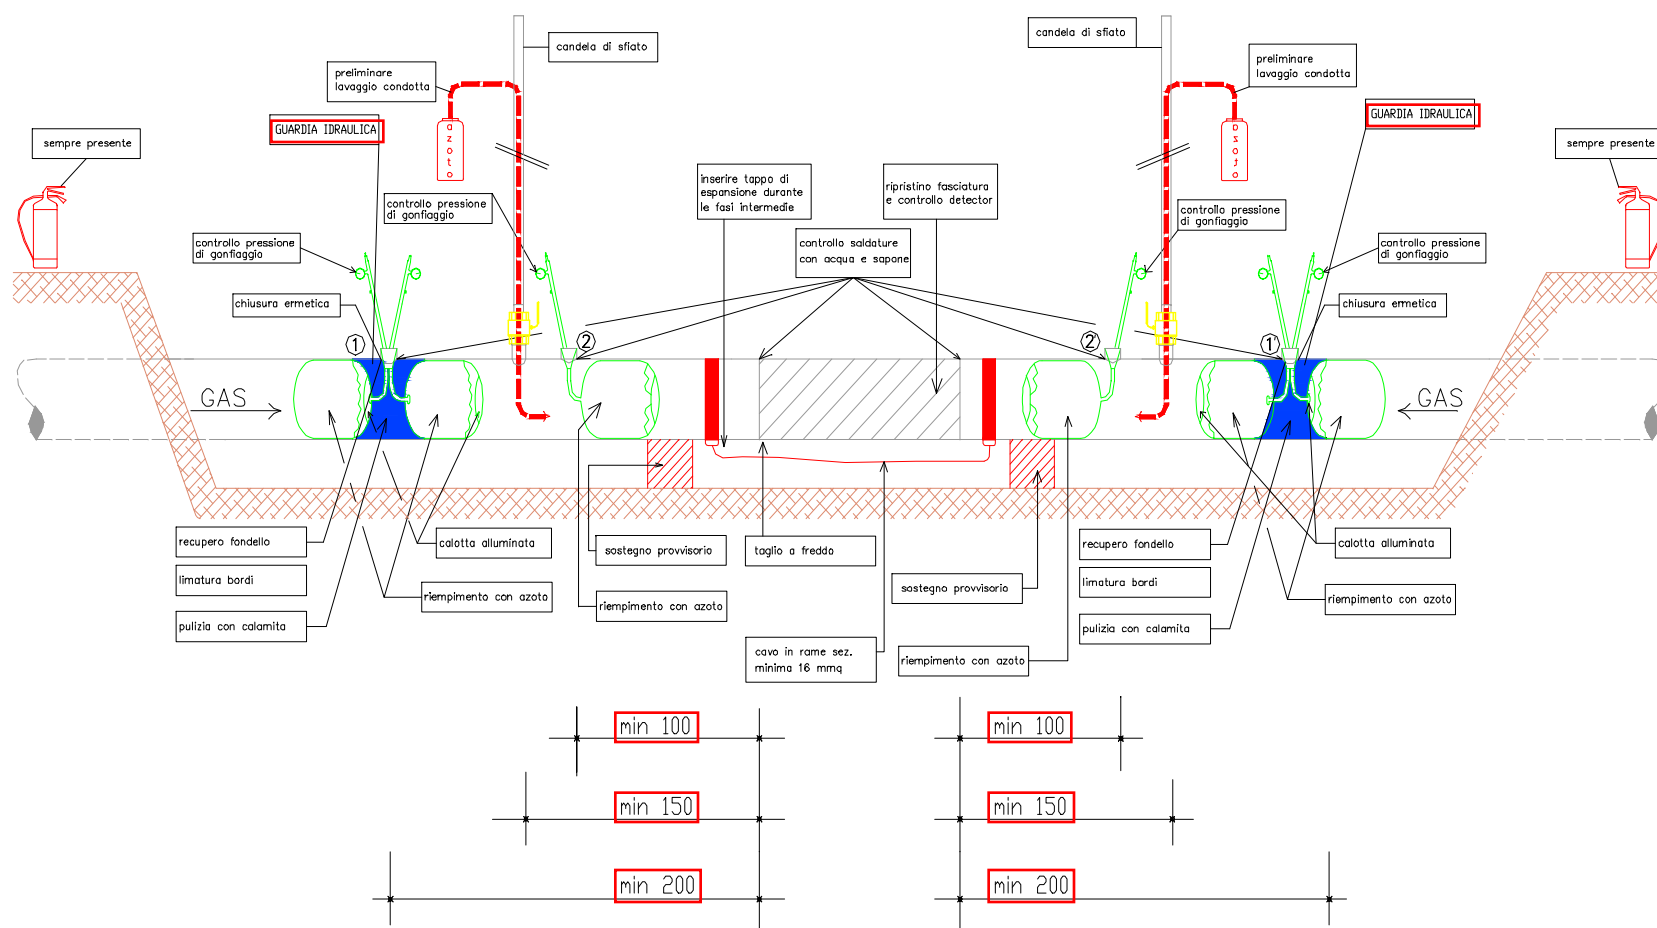 candela di sfiato
candela di sfiato
preliminare
lavaggio condotta
preliminare
lavaggio condotta
GUARDIA IDRAULICA
GUARDIA IDRAULICA
azoto
azoto
sempre presente
sempre presente
inserire tappo di
espansione durante
le fasi intermedie
ripristino fasciatura
e controllo detector
controllo pressione
di gonfiaggio
controllo pressione
di gonfiaggio
controllo pressione
di gonfiaggio
controllo saldature
con acqua e sapone
controllo pressione
di gonfiaggio
chiusura ermetica
chiusura ermetica
1
2
2'
1'
GAS
GAS
recupero fondello
calotta alluminata
sostegno provvisorio
taglio a freddo
recupero fondello
calotta alluminata
limatura bordi
riempimento con azoto
riempimento con azoto
sostegno provvisorio
limatura bordi
riempimento con azoto
pulizia con calamita
pulizia con calamita
cavo in rame sez.
minima 16 mmq
riempimento con azoto
min 100
min 100
min 150
min 150
min 200
min 200